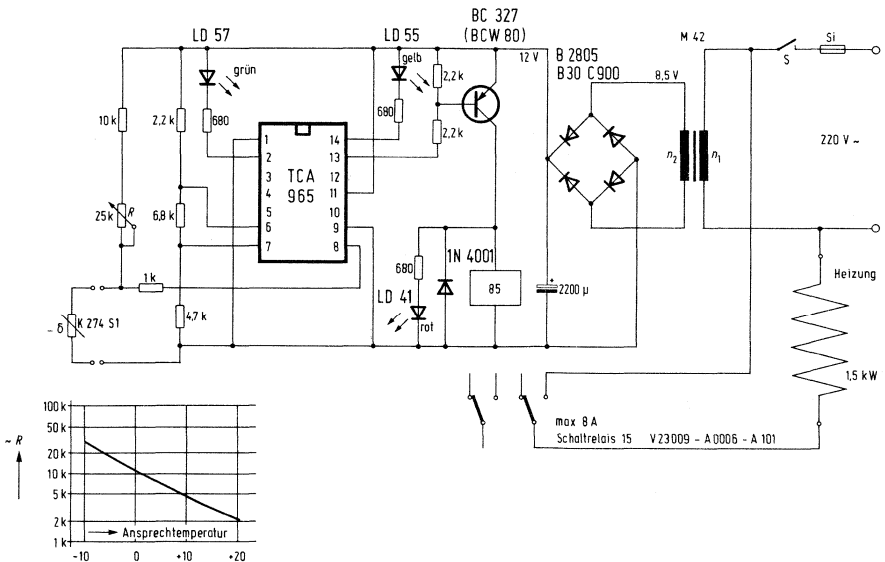 LD 57
LD 55
BC 327
(BCW 80)
M 42
Si
S
grün
gelb
12 V
B 2805
B30 C900
8,5 V
10k
2,2 k
680
680
2,2k
2,2k
n2
n1
220 V ~
TCA
965
1
2
3
4
5
6
7
14
13
12
11
10
9
8
25k
R
6,8 k
1k
4,7 k
680
1N 4001
85
+
2200 µ
LD 41
rot
- δ
K 274 S1
Heizung
1,5 kW
max 8 A
Schaltrelais 15 V23009 - A0006 - A 101
~ R
100 k
50 k
20 k
10 k
5 k
2 k
1 k
Ansprechtemperatur
-10
0
+10
+20